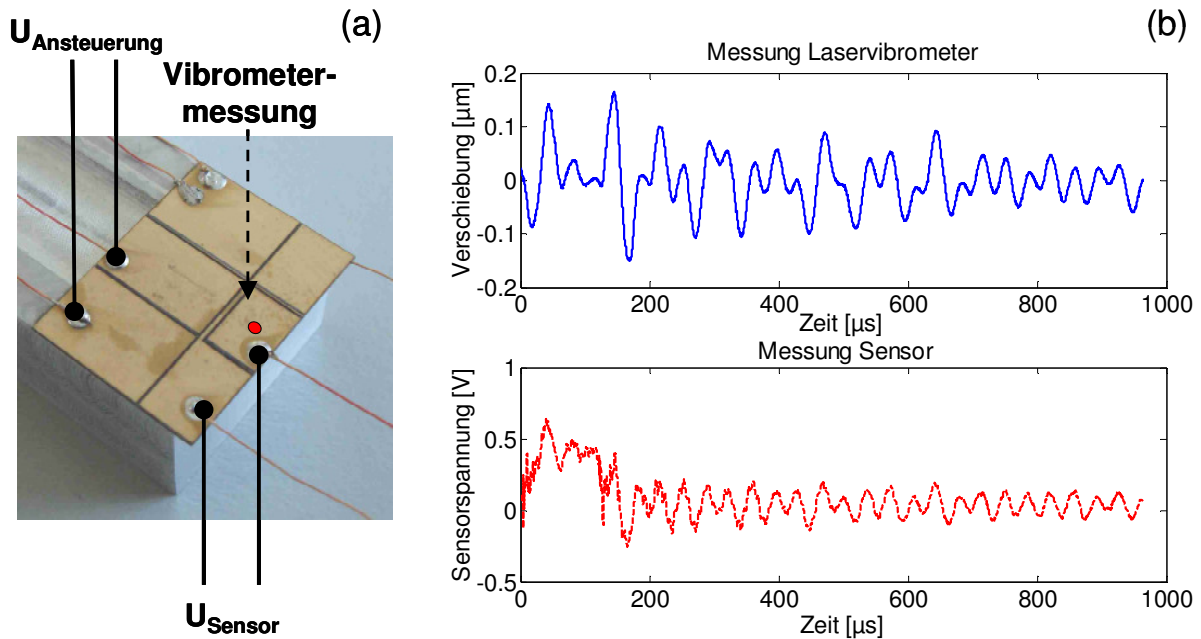 U_Ansteuerung
(a)
Vibrometer-
messung
U_Sensor
(b)
Messung Laservibrometer
Verschiebung [µm]
0.2
0.1
0
-0.1
-0.2
0 200 400 600 800 1000
Zeit [µs]
Messung Sensor
Sensorspannung [V]
1
0.5
0
-0.5
0 200 400 600 800 1000
Zeit [µs]